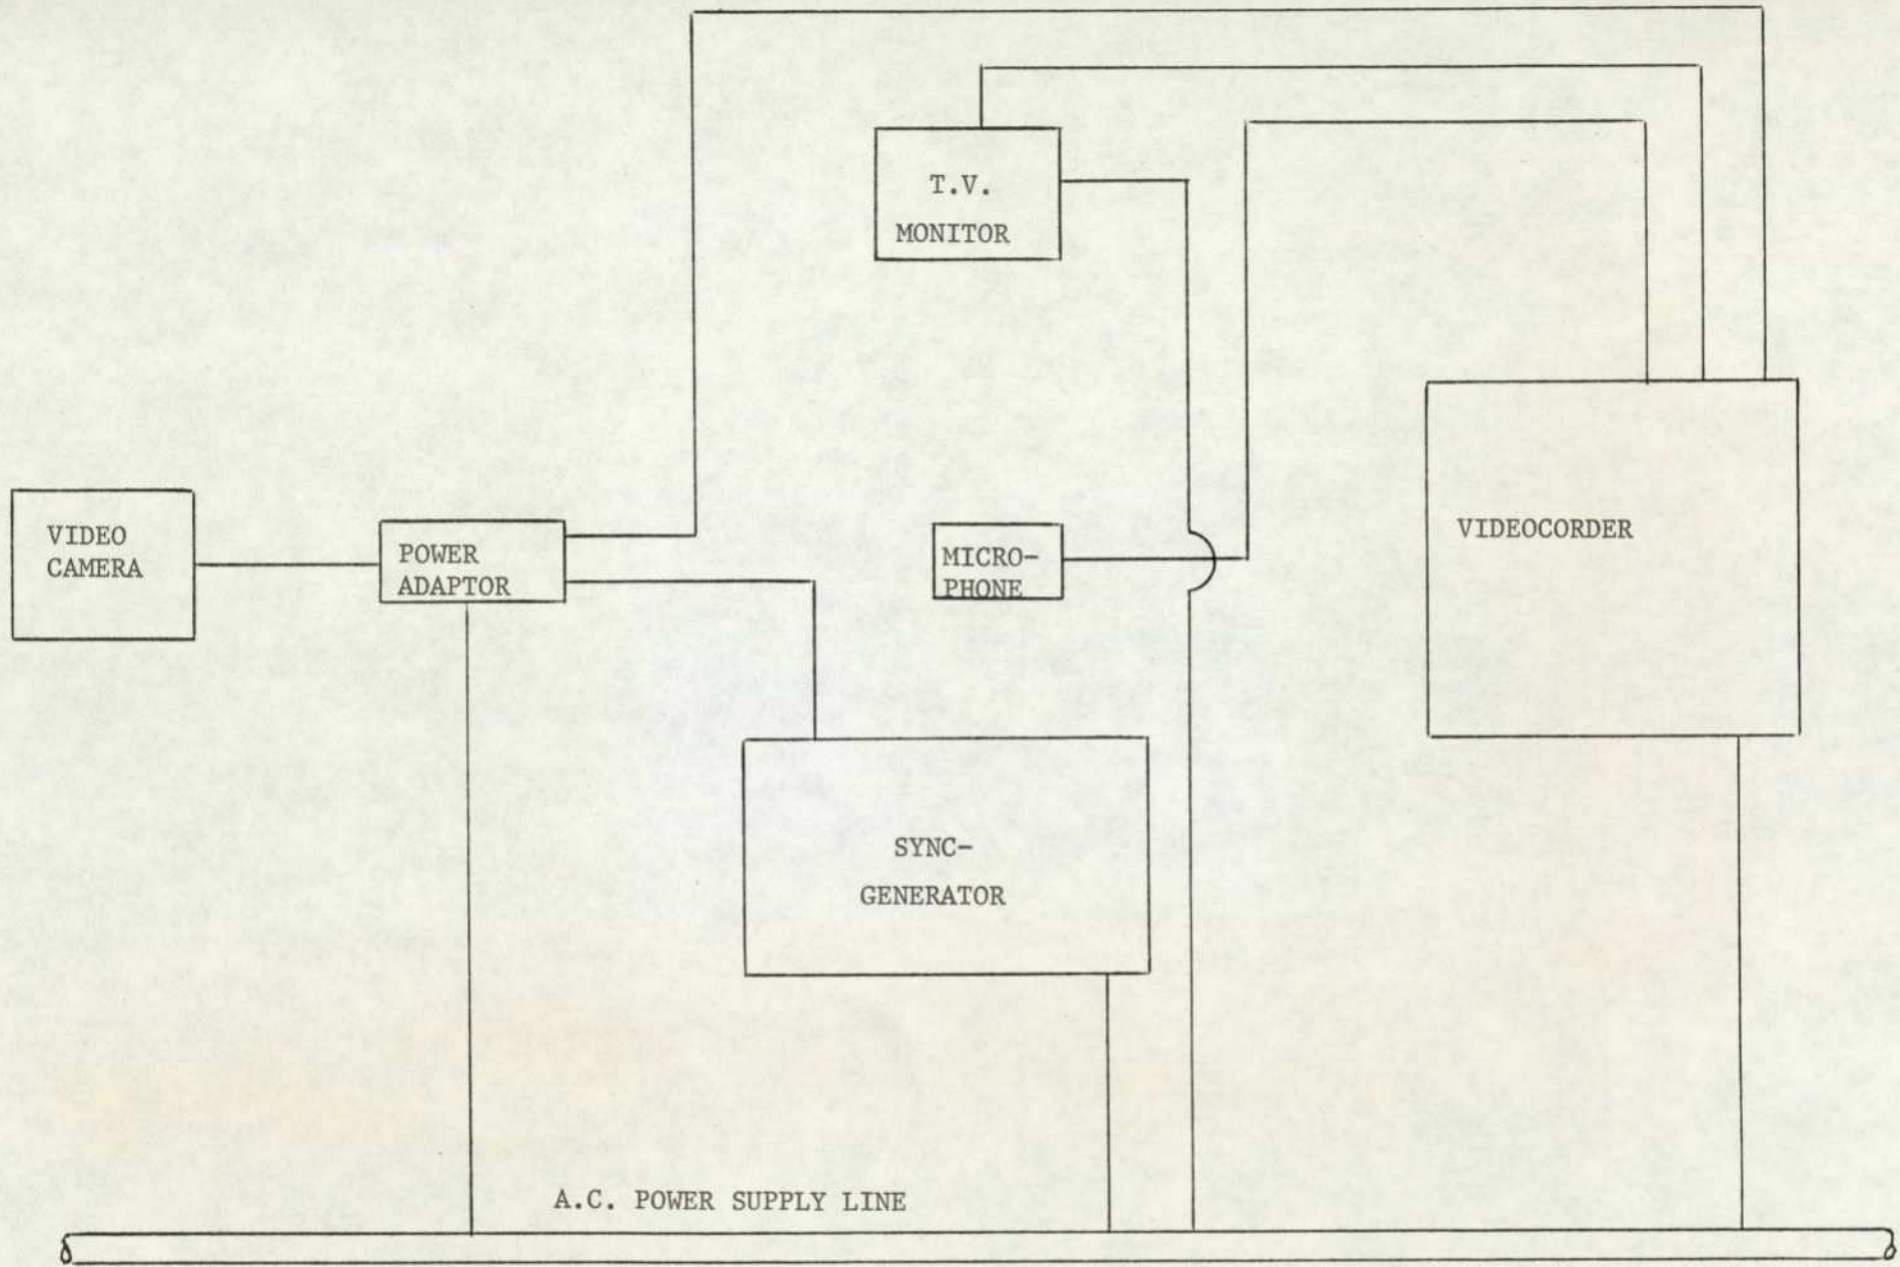 T.V.
MONITOR
VIDEO
CAMERA
POWER
ADAPTOR
MICRO-
PHONE
VIDEOCORDER
SYNC-
GENERATOR
A.C. POWER SUPPLY LINE